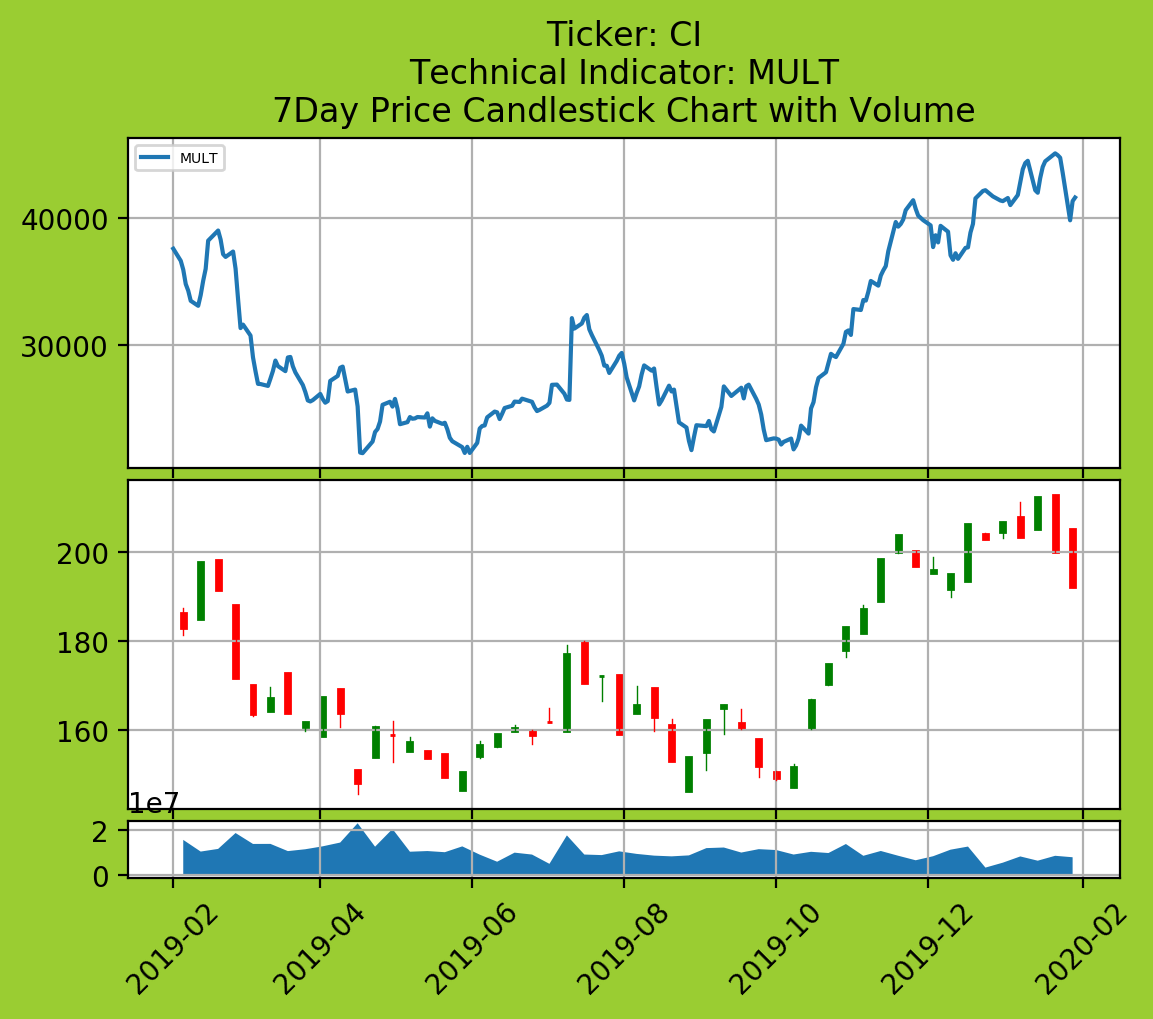 Ticker: CI
Technical Indicator: MULT
7Day Price Candlestick Chart with Volume
MULT
40000
30000
200
180
160
1e7
2
0
2019-02
2019-04
2019-06
2019-08
2019-10
2019-12
2020-02